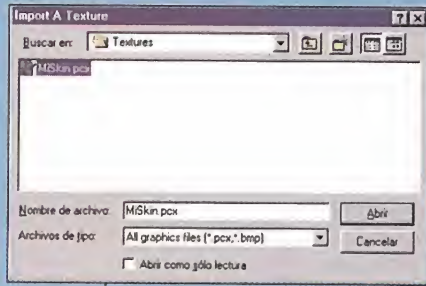 Import A Texture
Buscar en: Textures
MiSkin.pcx
Nombre de archivo: MiSkin.pcx Abrir
Archivos de tipo: All graphics files (*.pcx,*.bmp) Cancelar
Abrir como sólo lectura